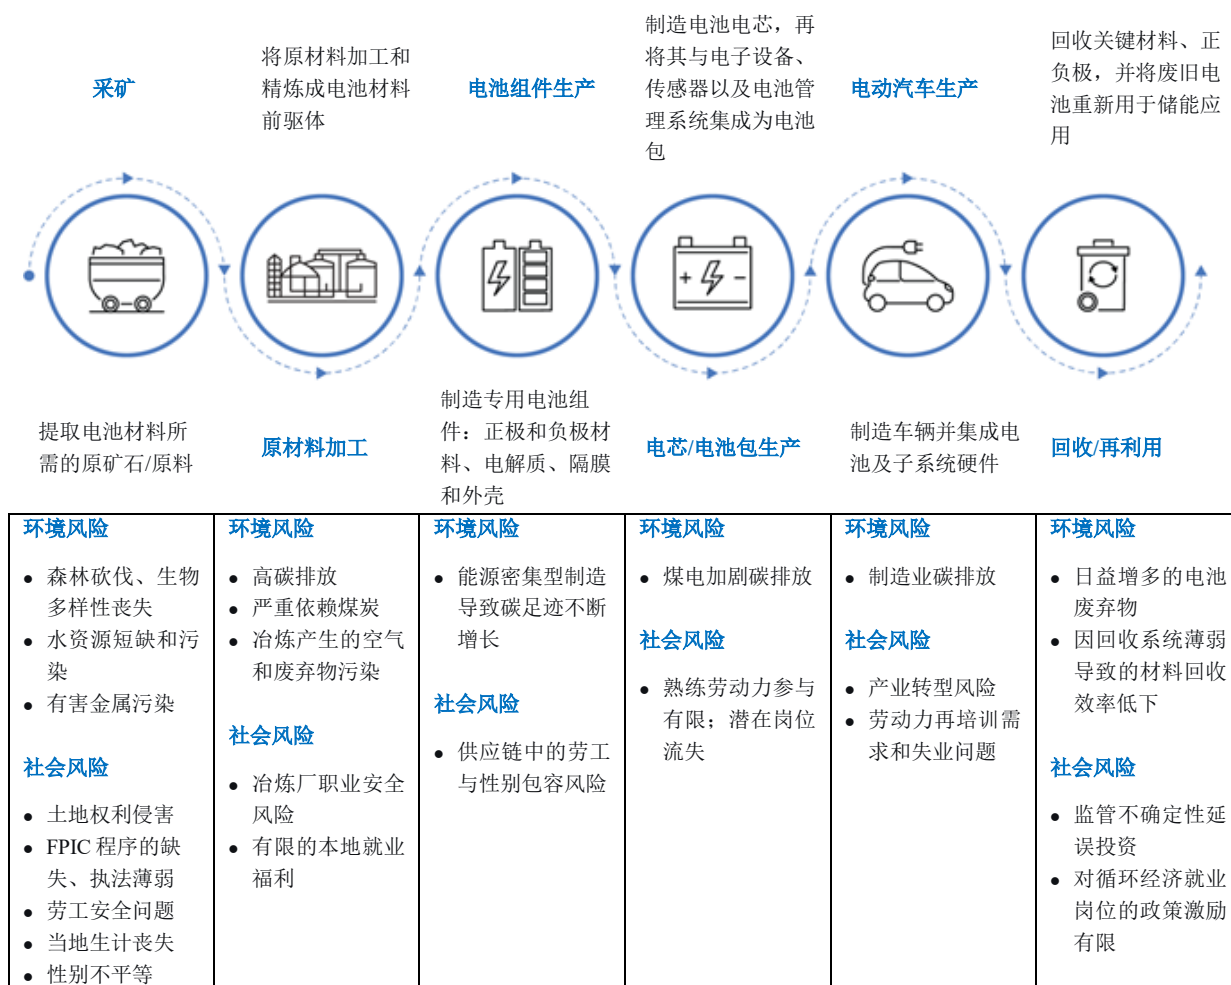 采矿
提取电池材料所
需的原矿石/原料
将原材料加工和
精炼成电池材料
前驱体
原材料加工
电池组件生产
制造专用电池组
件：正极和负极材
料、电解质、隔膜
和外壳
制造电池电芯，再
将其与电子设备、
传感器以及电池管
理系统集成为电池
包
电芯/电池包生产
电动汽车生产
制造车辆并集成电
池及子系统硬件
回收关键材料、正
负极，并将废旧电
池重新用于储能应
用
回收/再利用
环境风险
• 森林砍伐、生物
多样性丧失
• 水资源短缺和污
染
• 有害金属污染
社会风险
• 土地权利侵害
• FPIC 程序的缺
失、执法薄弱
• 劳工安全问题
• 当地生计丧失
• 性别不平等
环境风险
• 高碳排放
• 严重依赖煤炭
• 冶炼产生的空气
和废弃物污染
社会风险
• 冶炼厂职业安全
风险
• 有限的本地就业
福利
环境风险
• 能源密集型制造
导致碳足迹不断
增长
社会风险
• 供应链中的劳工
与性别包容风险
环境风险
• 煤电加剧碳排放
社会风险
• 熟练劳动力参与
有限；潜在岗位
流失
环境风险
• 制造业碳排放
社会风险
• 产业转型风险
• 劳动力再培训需
求和失业问题
环境风险
• 日益增多的电池
废弃物
• 因回收系统薄弱
导致的材料回收
效率低下
社会风险
• 监管不确定性延
误投资
• 对循环经济就业
岗位的政策激励
有限